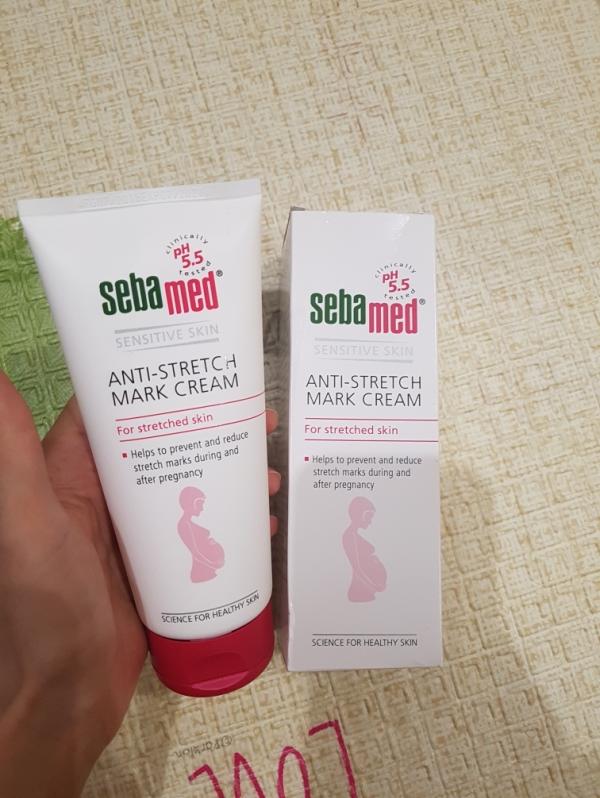 clinically
pH
5.5
tested
sebamed®
SENSITIVE SKIN
ANTI-STRETCH
MARK CREAM
For stretched skin
Helps to prevent and reduce
stretch marks during and
after pregnancy
SCIENCE FOR HEALTHY SKIN
clinically
pH
5.5
tested
sebamed®
SENSITIVE SKIN
ANTI-STRETCH
MARK CREAM
For stretched skin
Helps to prevent and reduce
stretch marks during and
after pregnancy
SCIENCE FOR HEALTHY SKIN
©Parklon